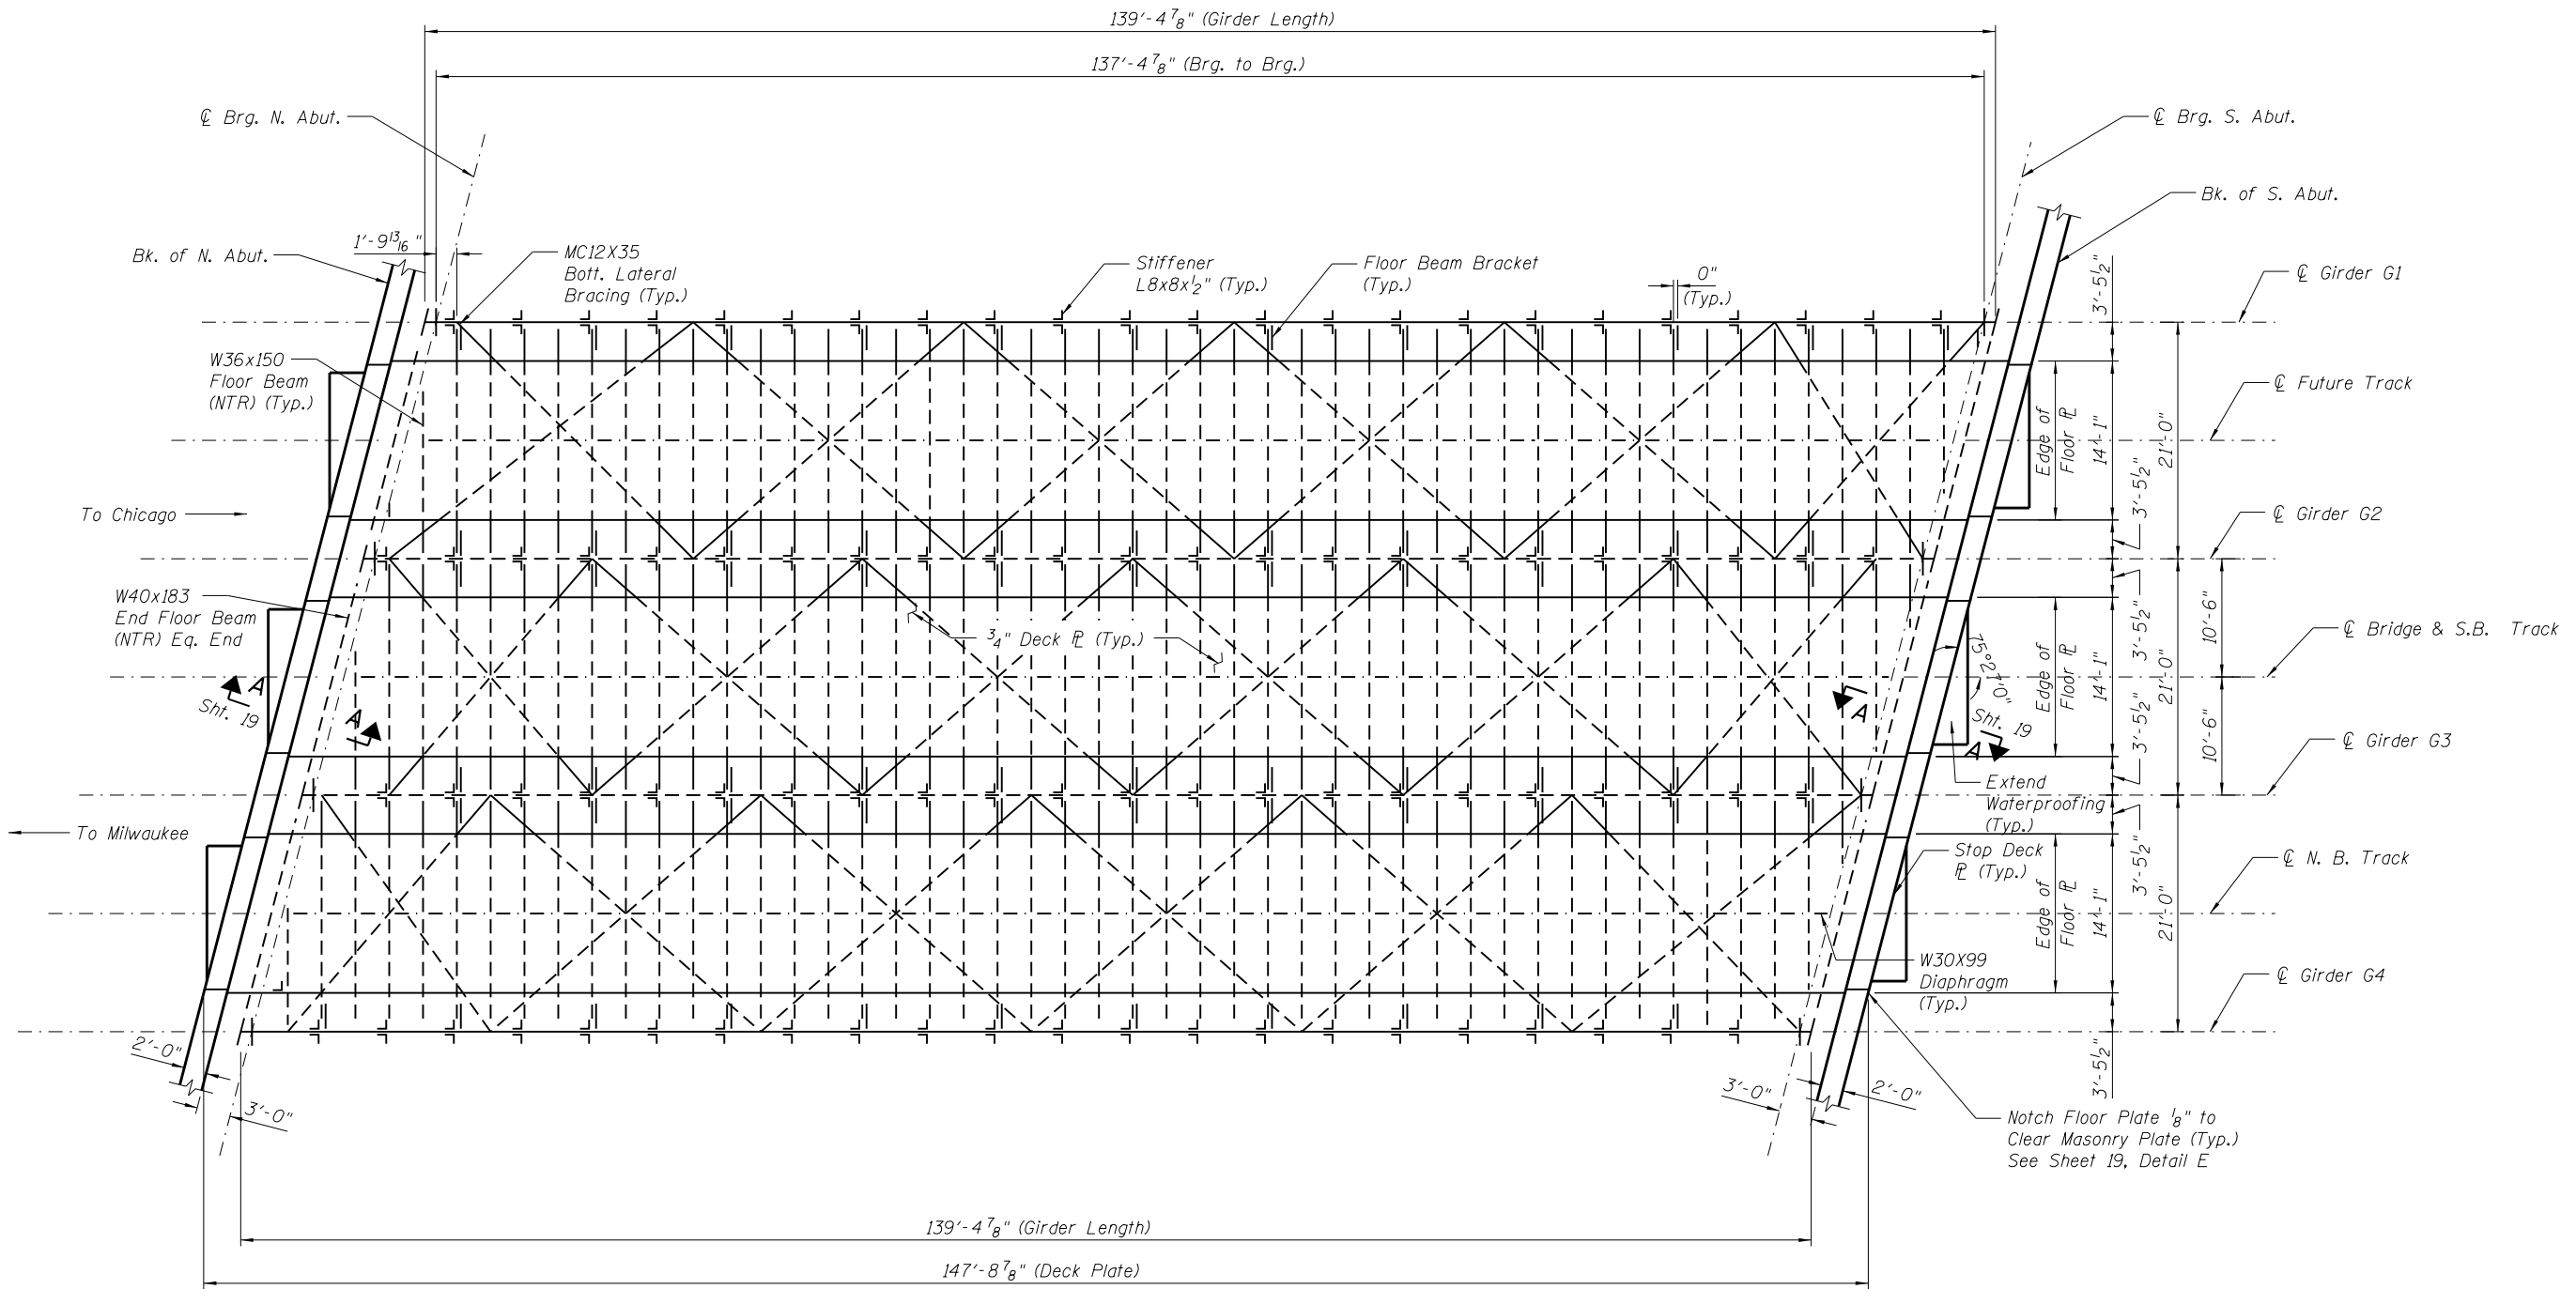 139'-4 7/8" (Girder Length)
137'-4 7/8" (Brg. to Brg.)
℄ Brg. N. Abut.
℄ Brg. S. Abut.
Bk. of S. Abut.
Bk. of N. Abut.
1'-9 13/16"
MC12X35
Bott. Lateral
Bracing (Typ.)
Stiffener
L8x8x1/2" (Typ.)
Floor Beam Bracket
(Typ.)
0"
(Typ.)
3'-5 1/2"
℄ Girder G1
W36x150
Floor Beam
(NTR) (Typ.)
Edge of
Floor ℙL
14'-1"
21'-0"
℄ Future Track
To Chicago
3'-5 1/2"
℄ Girder G2
W40x183
End Floor Beam
(NTR) Eq. End
3/4" Deck ℙL (Typ.)
3'-5 1/2"
10'-6"
Edge of
Floor ℙL
14'-1"
21'-0"
℄ Bridge & S.B. Track
75°27'0"
A
Sht. 19
A
A
Sht. 19
A
3'-5 1/2"
10'-6"
℄ Girder G3
Extend
Waterproofing
(Typ.)
To Milwaukee
3'-5 1/2"
Stop Deck
ℙL (Typ.)
Edge of
Floor ℙL
14'-1"
21'-0"
℄ N. B. Track
W30X99
Diaphragm
(Typ.)
℄ Girder G4
3'-5 1/2"
2'-0"
3'-0"
3'-0"
2'-0"
Notch Floor Plate 1/8" to
Clear Masonry Plate (Typ.)
See Sheet 19, Detail E
139'-4 7/8" (Girder Length)
147'-8 7/8" (Deck Plate)